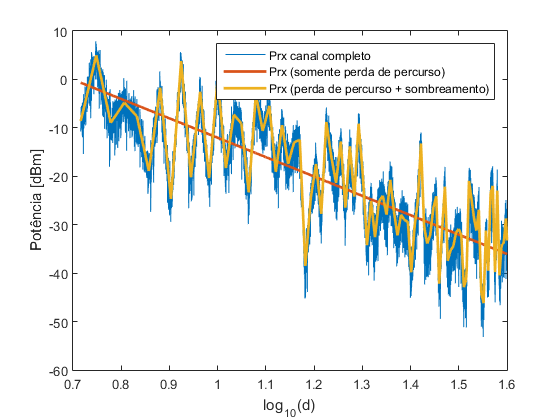 10
0
-10
-20
-30
-40
-50
-60
Potência [dBm]
Prx canal completo
Prx (somente perda de percurso)
Prx (perda de percurso + sombreamento)
0.7 0.8 0.9 1 1.1 1.2 1.3 1.4 1.5 1.6
log10(d)